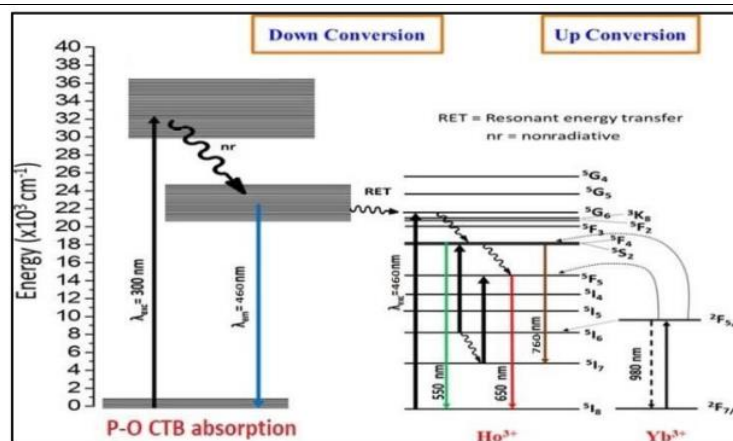 Down Conversion
Up Conversion
RET = Resonant energy transfer
nr = nonradiative
Energy (x10³ cm⁻¹)
40
38
36
34
32
30
28
26
24
22
20
18
16
14
12
10
8
6
4
2
0
nr
RET
λex= 300 nm
λem= 460nm
λex=460nm
550 nm
650 nm
760 nm
980 nm
⁵G₄
⁵G₅
⁵G₆
³K₈
⁵F₂
⁵F₃
⁵F₄
⁵S₂
⁵F₅
⁵I₄
⁵I₅
⁵I₆
⁵I₇
⁵I₈
²F₅/
²F₇/
P-O CTB absorption
Ho³⁺
Yb³⁺